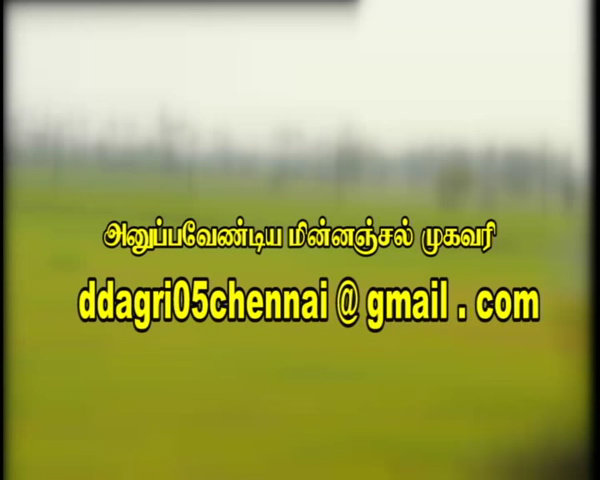 அனுப்பவேண்டிய மின்னஞ்சல் முகவரி
ddagri05chennai @ gmail . com